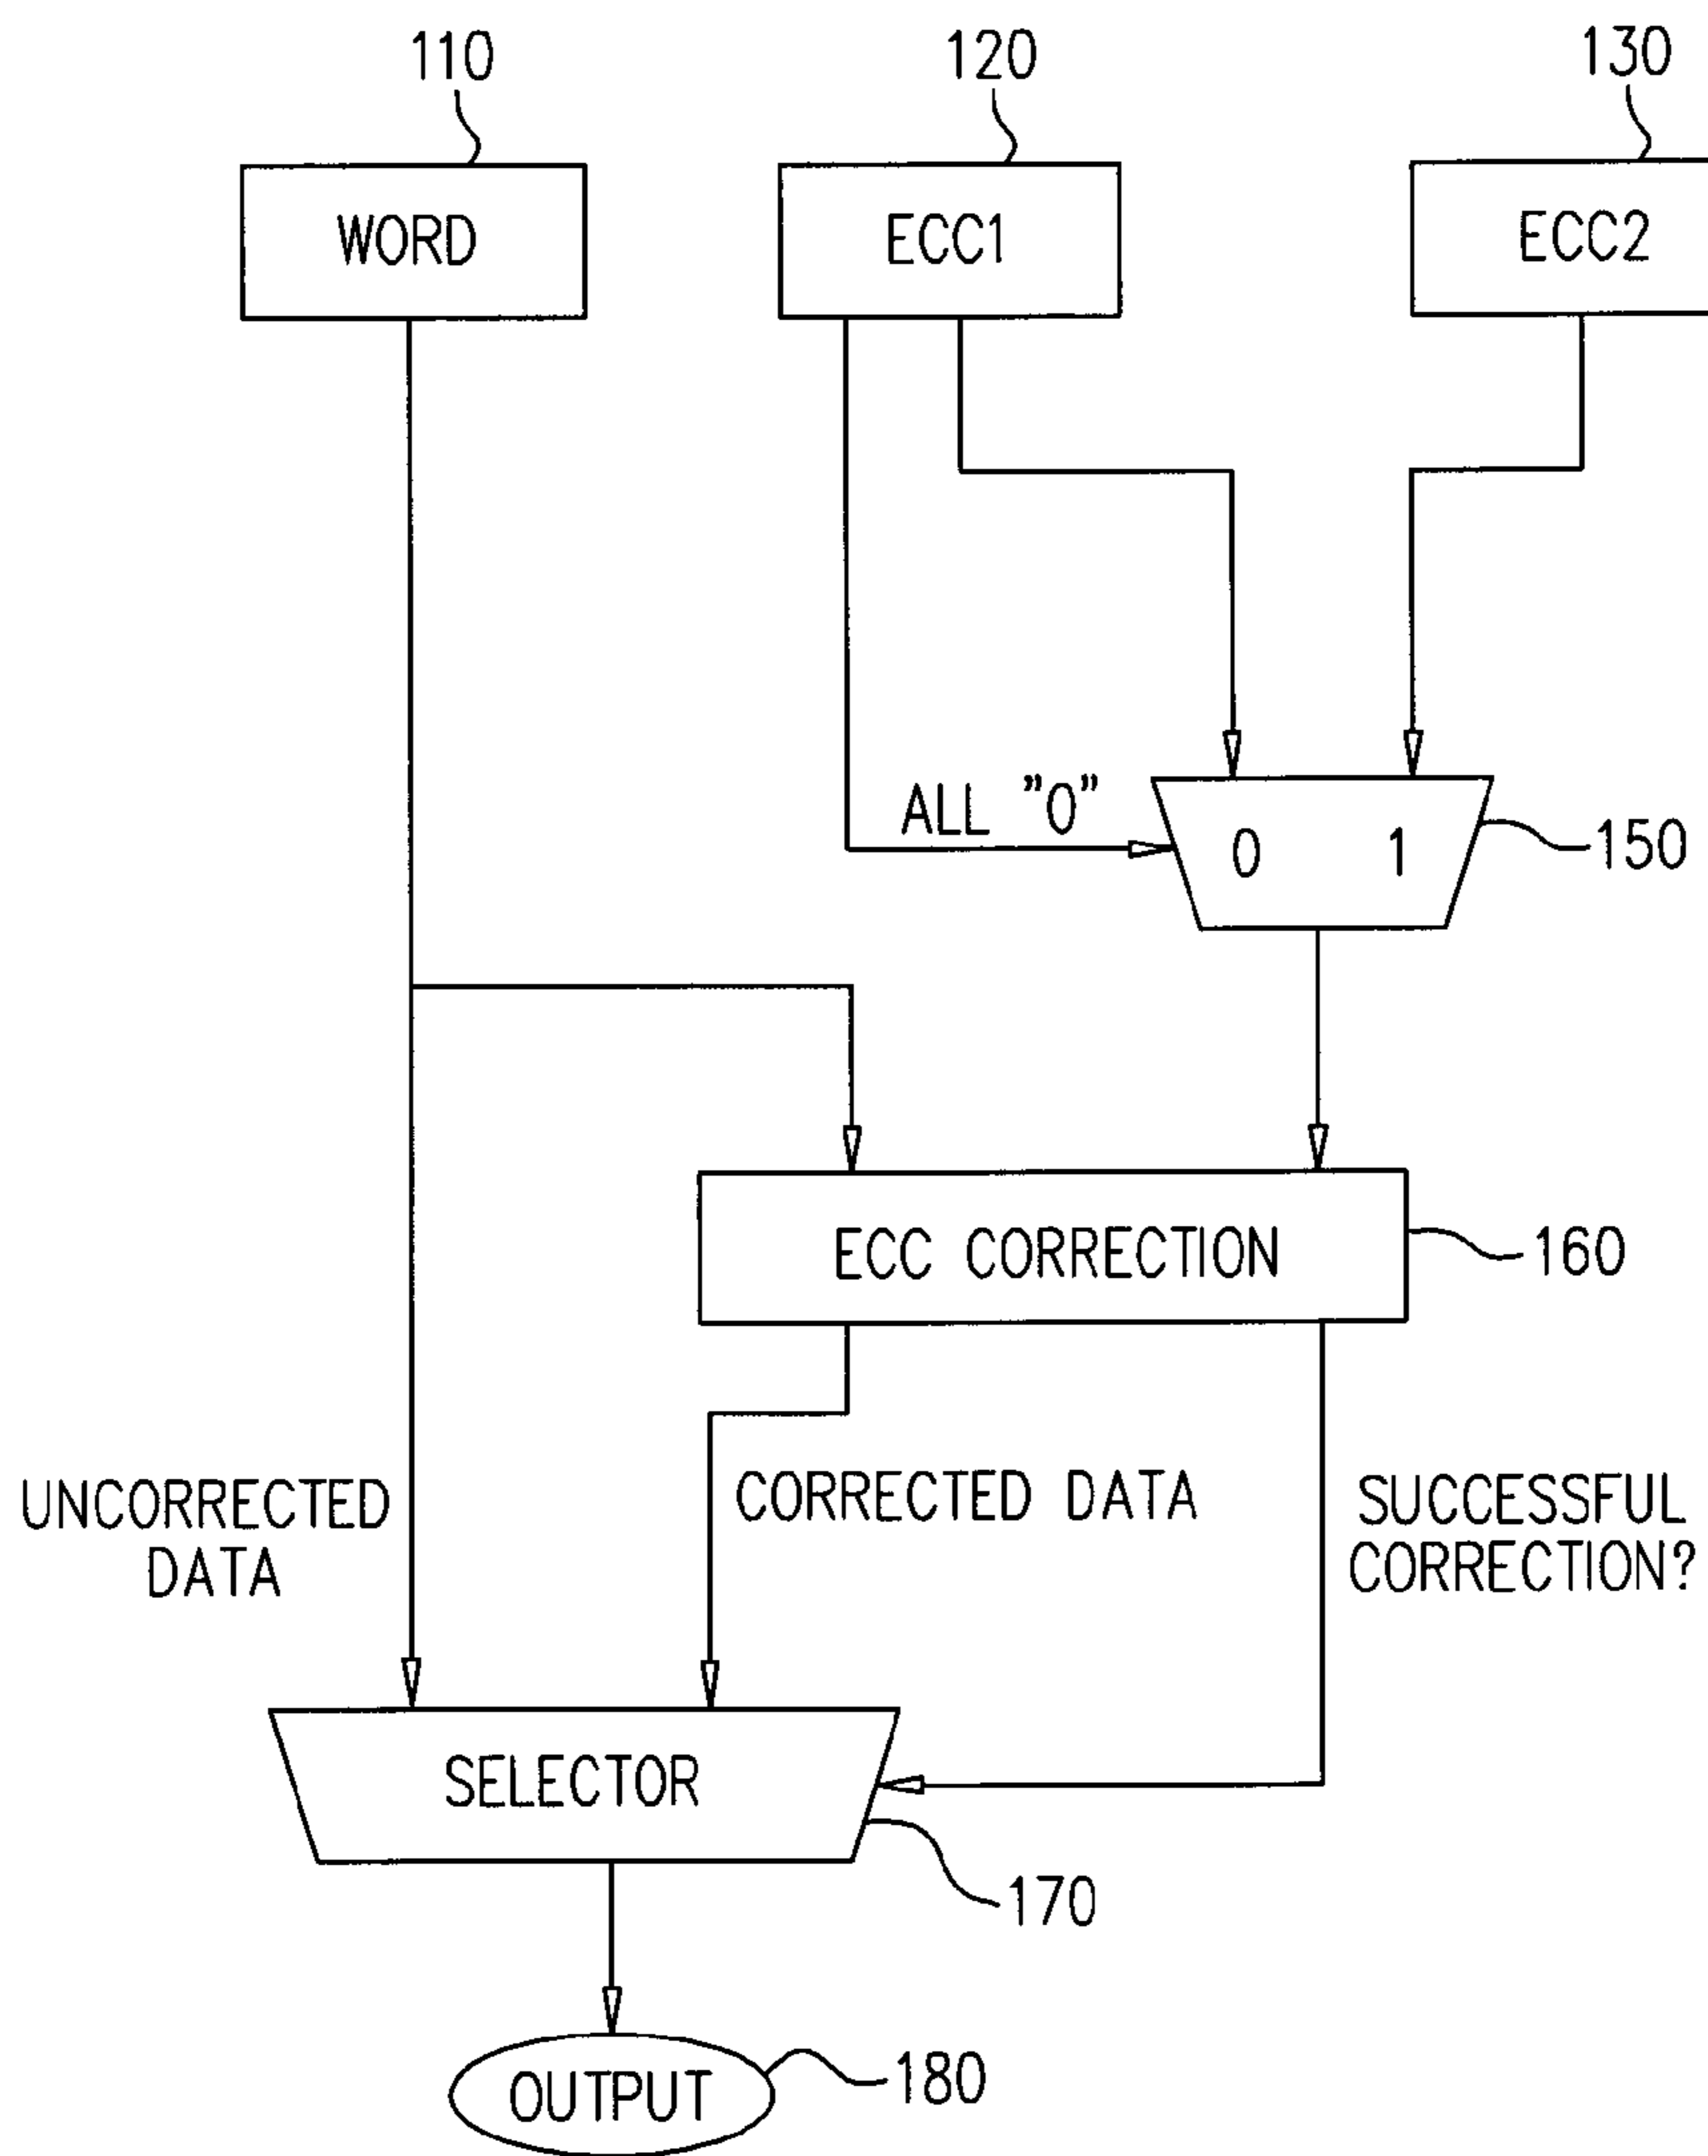 110
120
130
WORD
ECC1
ECC2
ALL "0"
0
1
150
ECC CORRECTION
160
UNCORRECTED
DATA
CORRECTED DATA
SUCCESSFUL
CORRECTION?
SELECTOR
170
OUTPUT
180